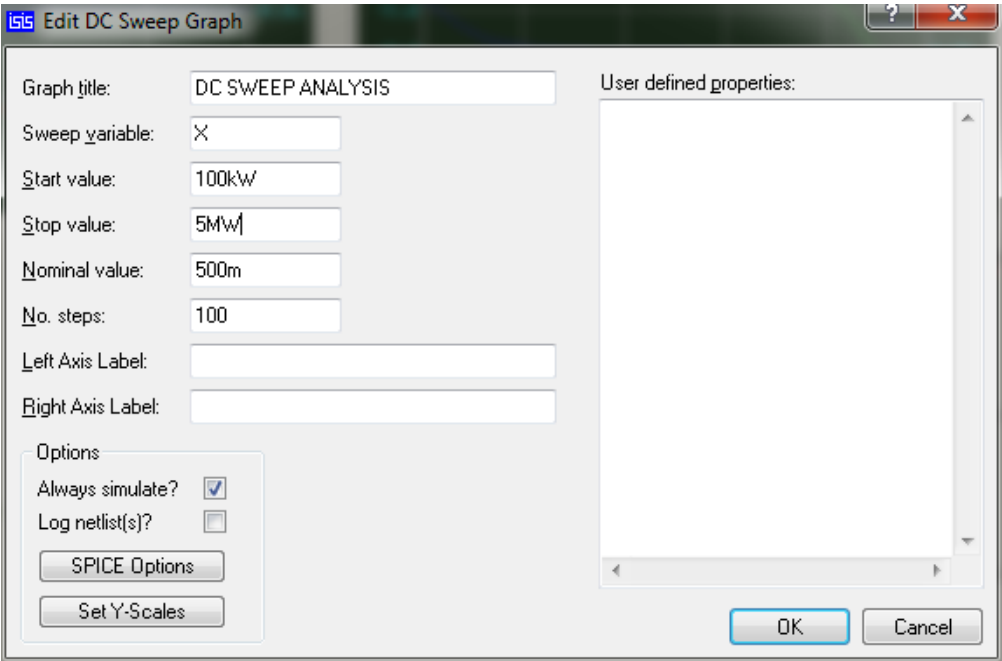 isis Edit DC Sweep Graph
? X
Graph title: DC SWEEP ANALYSIS
User defined properties:
Sweep variable: X
Start value: 100kW
Stop value: 5MW
Nominal value: 500m
No. steps: 100
Left Axis Label:
Right Axis Label:
Options
Always simulate?
Log netlist(s)?
SPICE Options
Set Y-Scales
OK Cancel